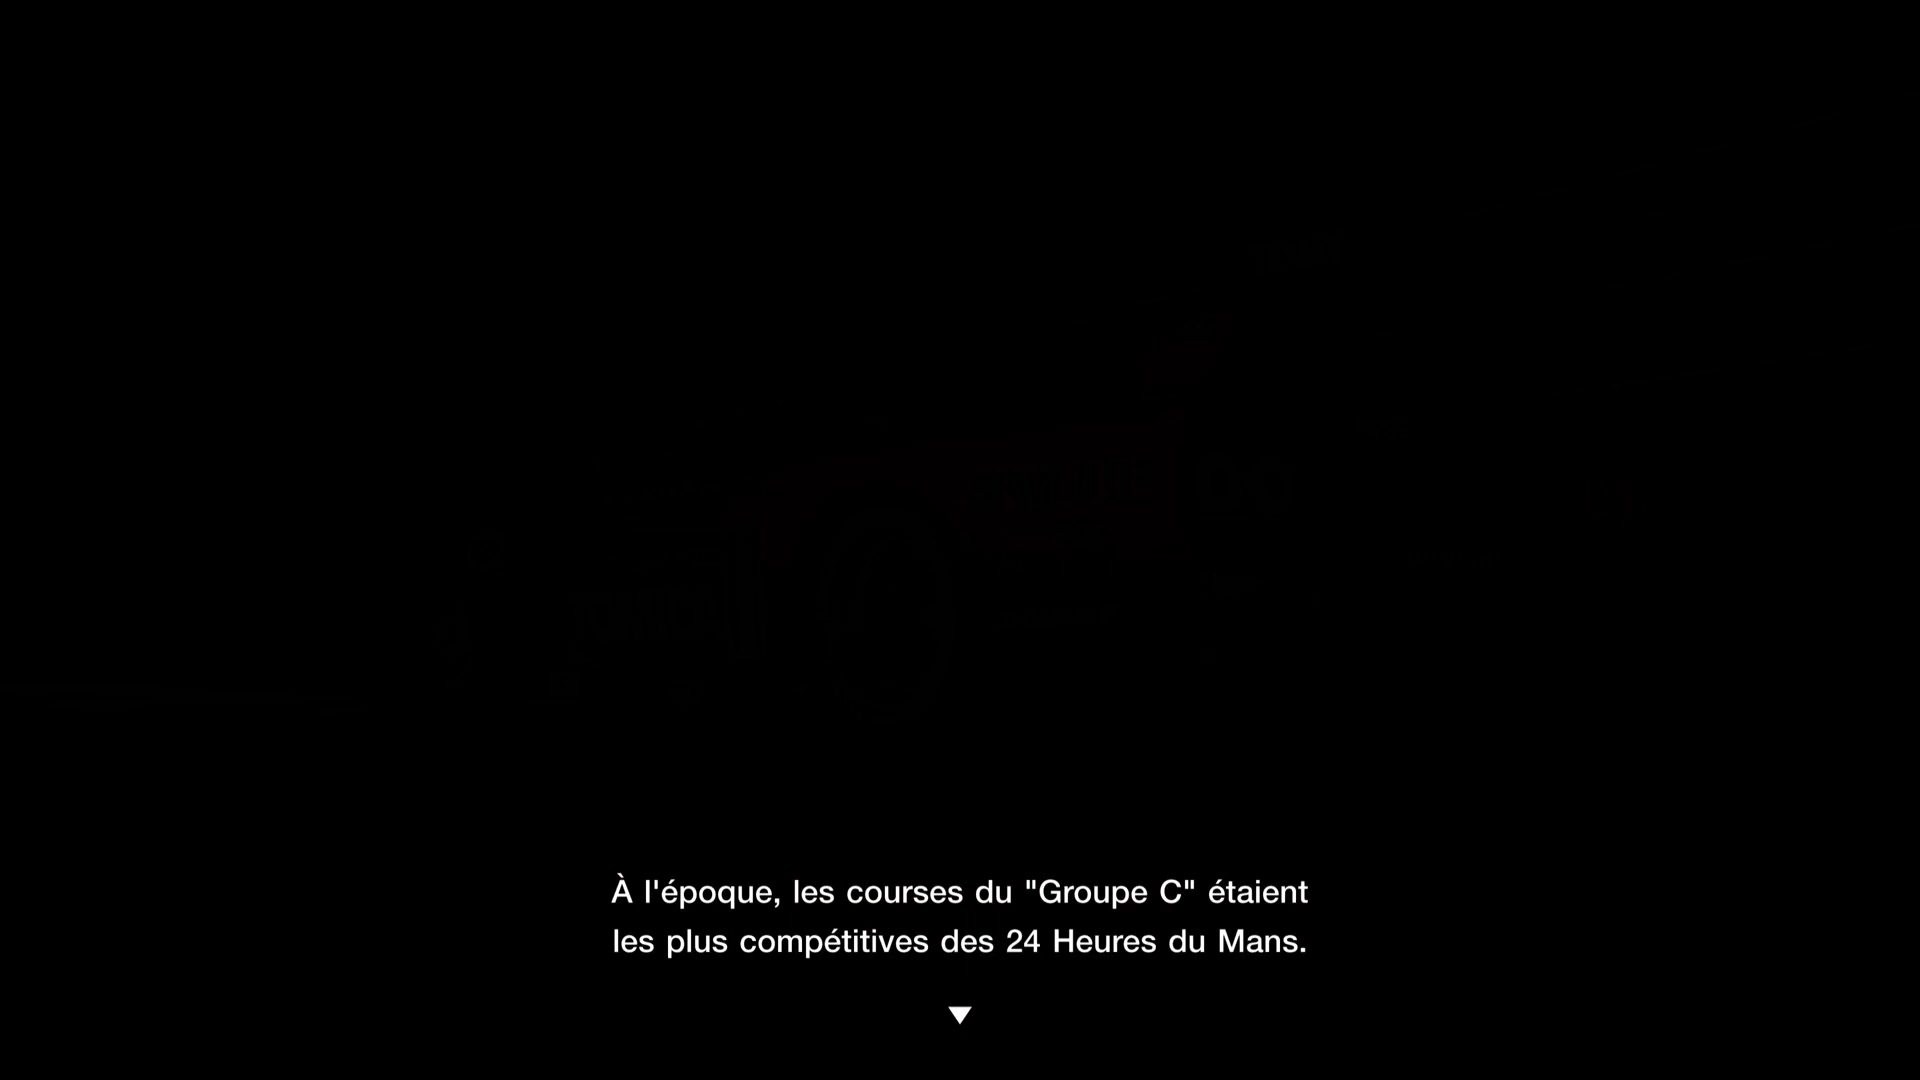 À l'époque, les courses du "Groupe C" étaient
les plus compétitives des 24 Heures du Mans.